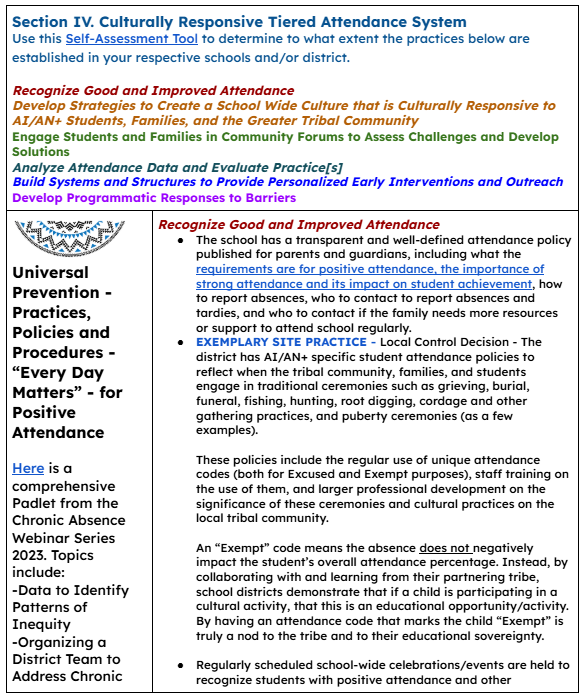 Section IV. Culturally Responsive Tiered Attendance System
Use this Self-Assessment Tool to determine to what extent the practices below are
established in your respective schools and/or district.
Recognize Good and Improved Attendance
Develop Strategies to Create a School Wide Culture that is Culturally Responsive to
AI/AN+ Students, Families, and the Greater Tribal Community
Engage Students and Families in Community Forums to Assess Challenges and Develop
Solutions
Analyze Attendance Data and Evaluate Practice[s]
Build Systems and Structures to Provide Personalized Early Interventions and Outreach
Develop Programmatic Responses to Barriers
Universal
Prevention -
Practices,
Policies and
Procedures -
“Every Day
Matters” - for
Positive
Attendance
Here is a
comprehensive
Padlet from the
Chronic Absence
Webinar Series
2023. Topics
include:
-Data to Identify
Patterns of
Inequity
-Organizing a
District Team to
Address Chronic
Recognize Good and Improved Attendance
● The school has a transparent and well-defined attendance policy
published for parents and guardians, including what the
requirements are for positive attendance, the importance of
strong attendance and its impact on student achievement, how
to report absences, who to contact to report absences and
tardies, and who to contact if the family needs more resources
or support to attend school regularly.
● EXEMPLARY SITE PRACTICE - Local Control Decision - The
district has AI/AN+ specific student attendance policies to
reflect when the tribal community, families, and students
engage in traditional ceremonies such as grieving, burial,
funeral, fishing, hunting, root digging, cordage and other
gathering practices, and puberty ceremonies (as a few
examples).
These policies include the regular use of unique attendance
codes (both for Excused and Exempt purposes), staff training on
the use of them, and larger professional development on the
significance of these ceremonies and cultural practices on the
local tribal community.
An “Exempt” code means the absence does not negatively
impact the student’s overall attendance percentage. Instead, by
collaborating with and learning from their partnering tribe,
school districts demonstrate that if a child is participating in a
cultural activity, that this is an educational opportunity/activity.
By having an attendance code that marks the child “Exempt” is
truly a nod to the tribe and to their educational sovereignty.
● Regularly scheduled school-wide celebrations/events are held to
recognize students with positive attendance and other